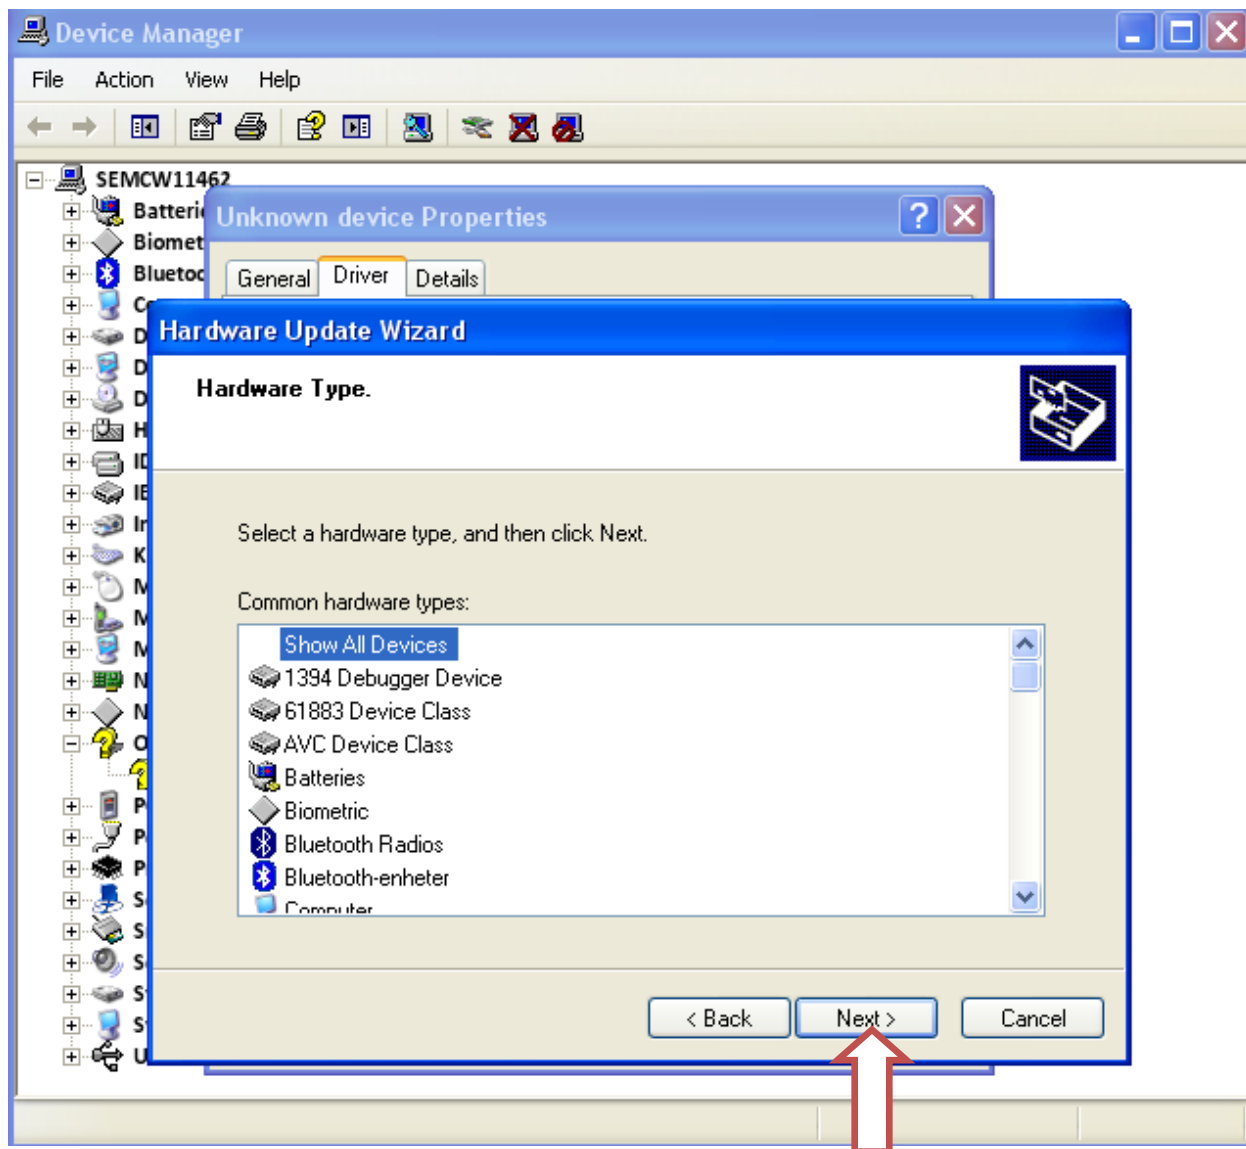 Device Manager
File Action View Help
SEMCW11462
Unknown device Properties
General Driver Details
Hardware Update Wizard
Hardware Type.
Select a hardware type, and then click Next.
Common hardware types:
Show All Devices
1394 Debugger Device
61883 Device Class
AVC Device Class
Batteries
Biometric
Bluetooth Radios
Bluetooth-enheter
Computer
< Back Next > Cancel